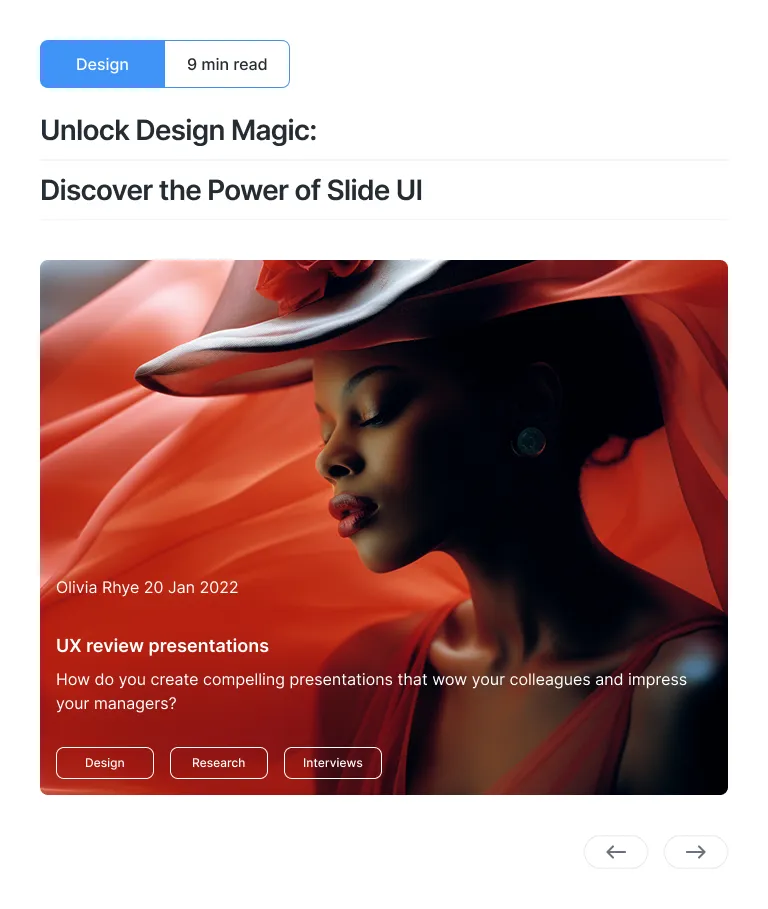 Design
9 min read
Unlock Design Magic:
Discover the Power of Slide UI
Olivia Rhye 20 Jan 2022
UX review presentations
How do you create compelling presentations that wow your colleagues and impress
your managers?
Design
Research
Interviews